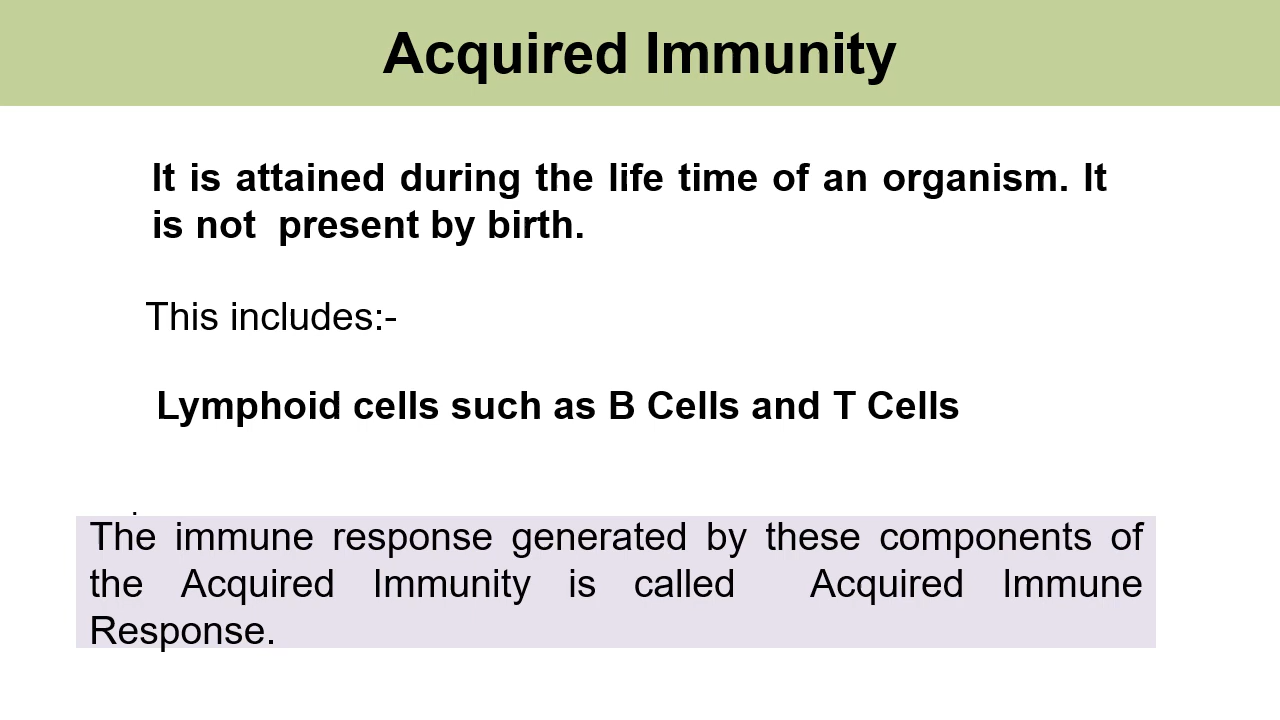 Acquired Immunity
It is attained during the life time of an organism. It
is not  present by birth.
This includes:-
Lymphoid cells such as B Cells and T Cells
.
The immune response generated by these components of
the Acquired Immunity is called  Acquired Immune
Response.